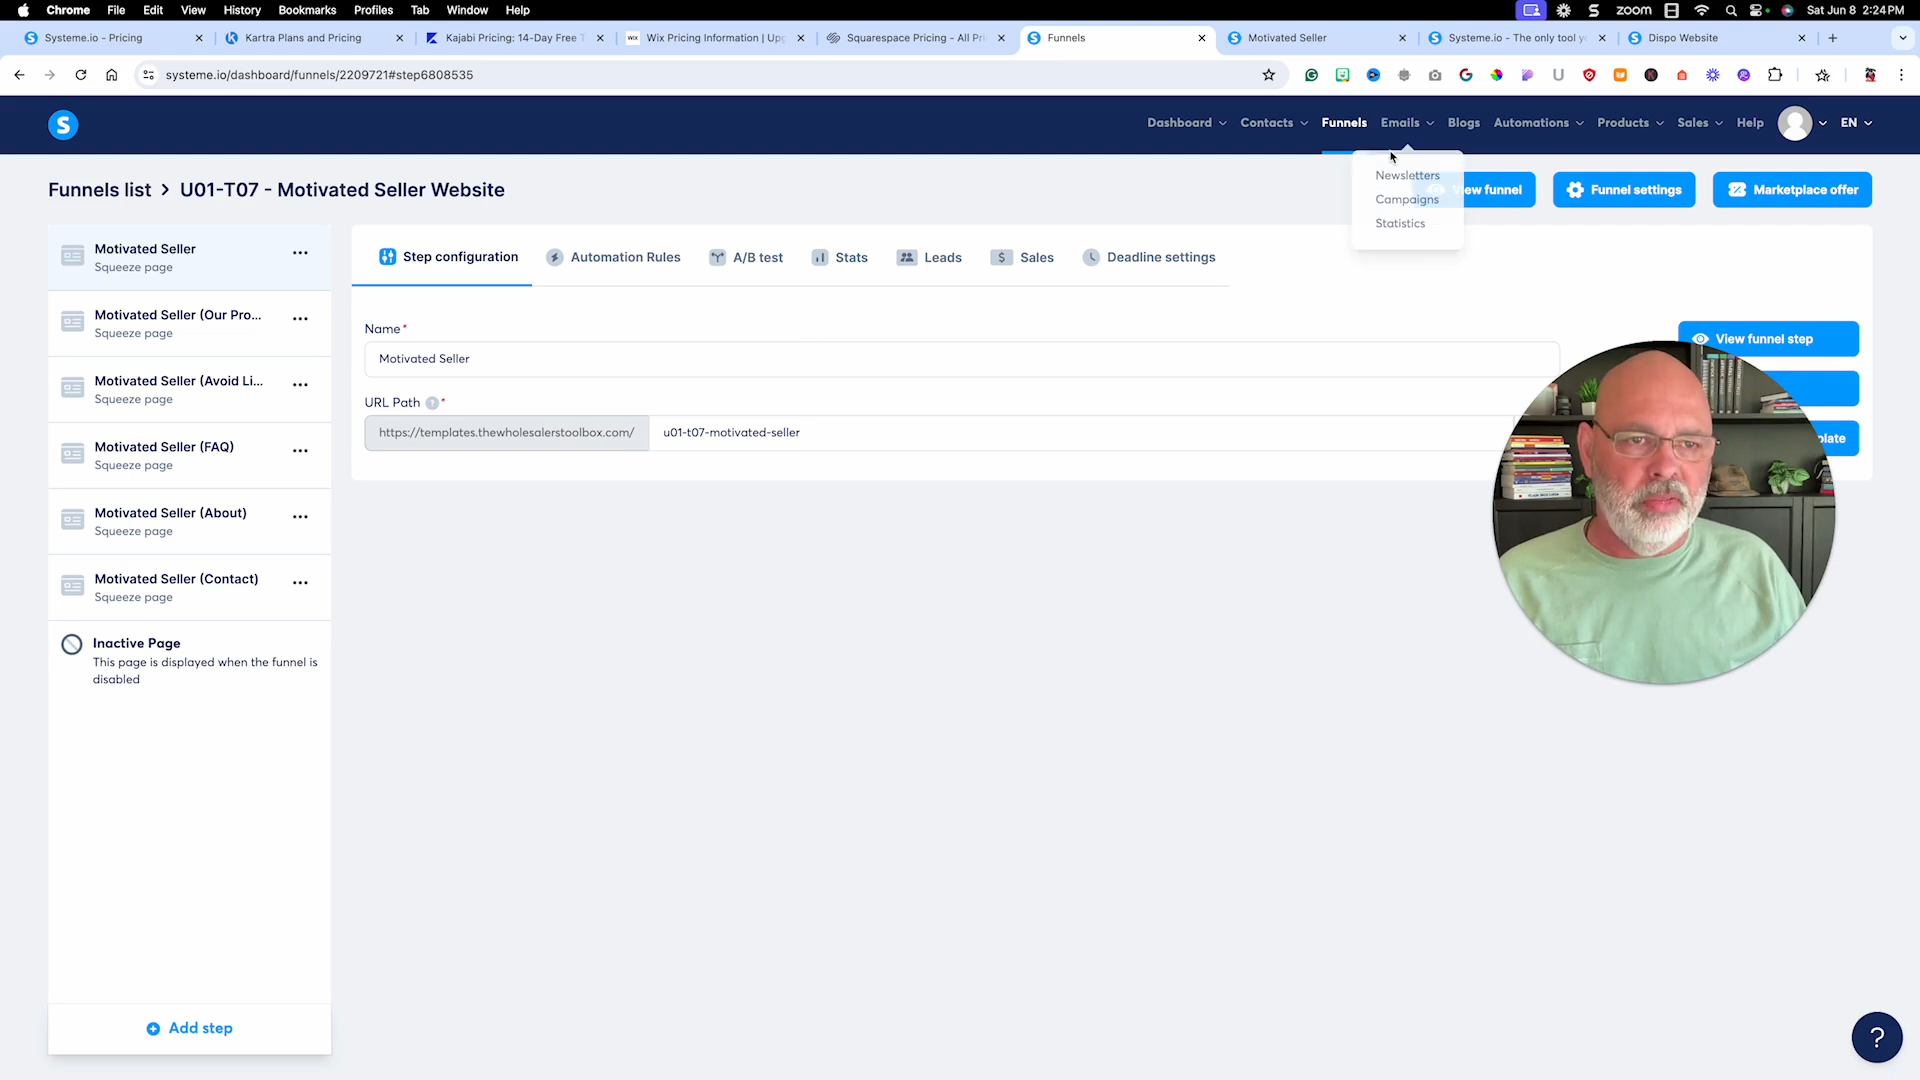 Chrome File Edit View History Bookmarks Profiles Tab Window Help zoom Sat Jun 8 2:24 PM
Systeme.io - Pricing Kartra Plans and Pricing Kajabi Pricing: 14-Day Free Wix Pricing Information | Upg Squarespace Pricing - All Pri Funnels Motivated Seller Systeme.io - The only tool yo Dispo Website
systeme.io/dashboard/funnels/2209721#step6808535
S Dashboard Contacts Funnels Emails Blogs Automations Products Sales Help EN
Funnels list > U01-T07 - Motivated Seller Website
Newsletters
Campaigns
Statistics
View funnel Funnel settings Marketplace offer
Motivated Seller
Squeeze page
Motivated Seller (Our Pro...
Squeeze page
Motivated Seller (Avoid Li...
Squeeze page
Motivated Seller (FAQ)
Squeeze page
Motivated Seller (About)
Squeeze page
Motivated Seller (Contact)
Squeeze page
Inactive Page
This page is displayed when the funnel is
disabled
Add step
Step configuration Automation Rules A/B test Stats Leads Sales Deadline settings
Name*
Motivated Seller
URL Path ? *
https://templates.thewholesalerstoolbox.com/ u01-t07-motivated-seller
View funnel step
plate
?